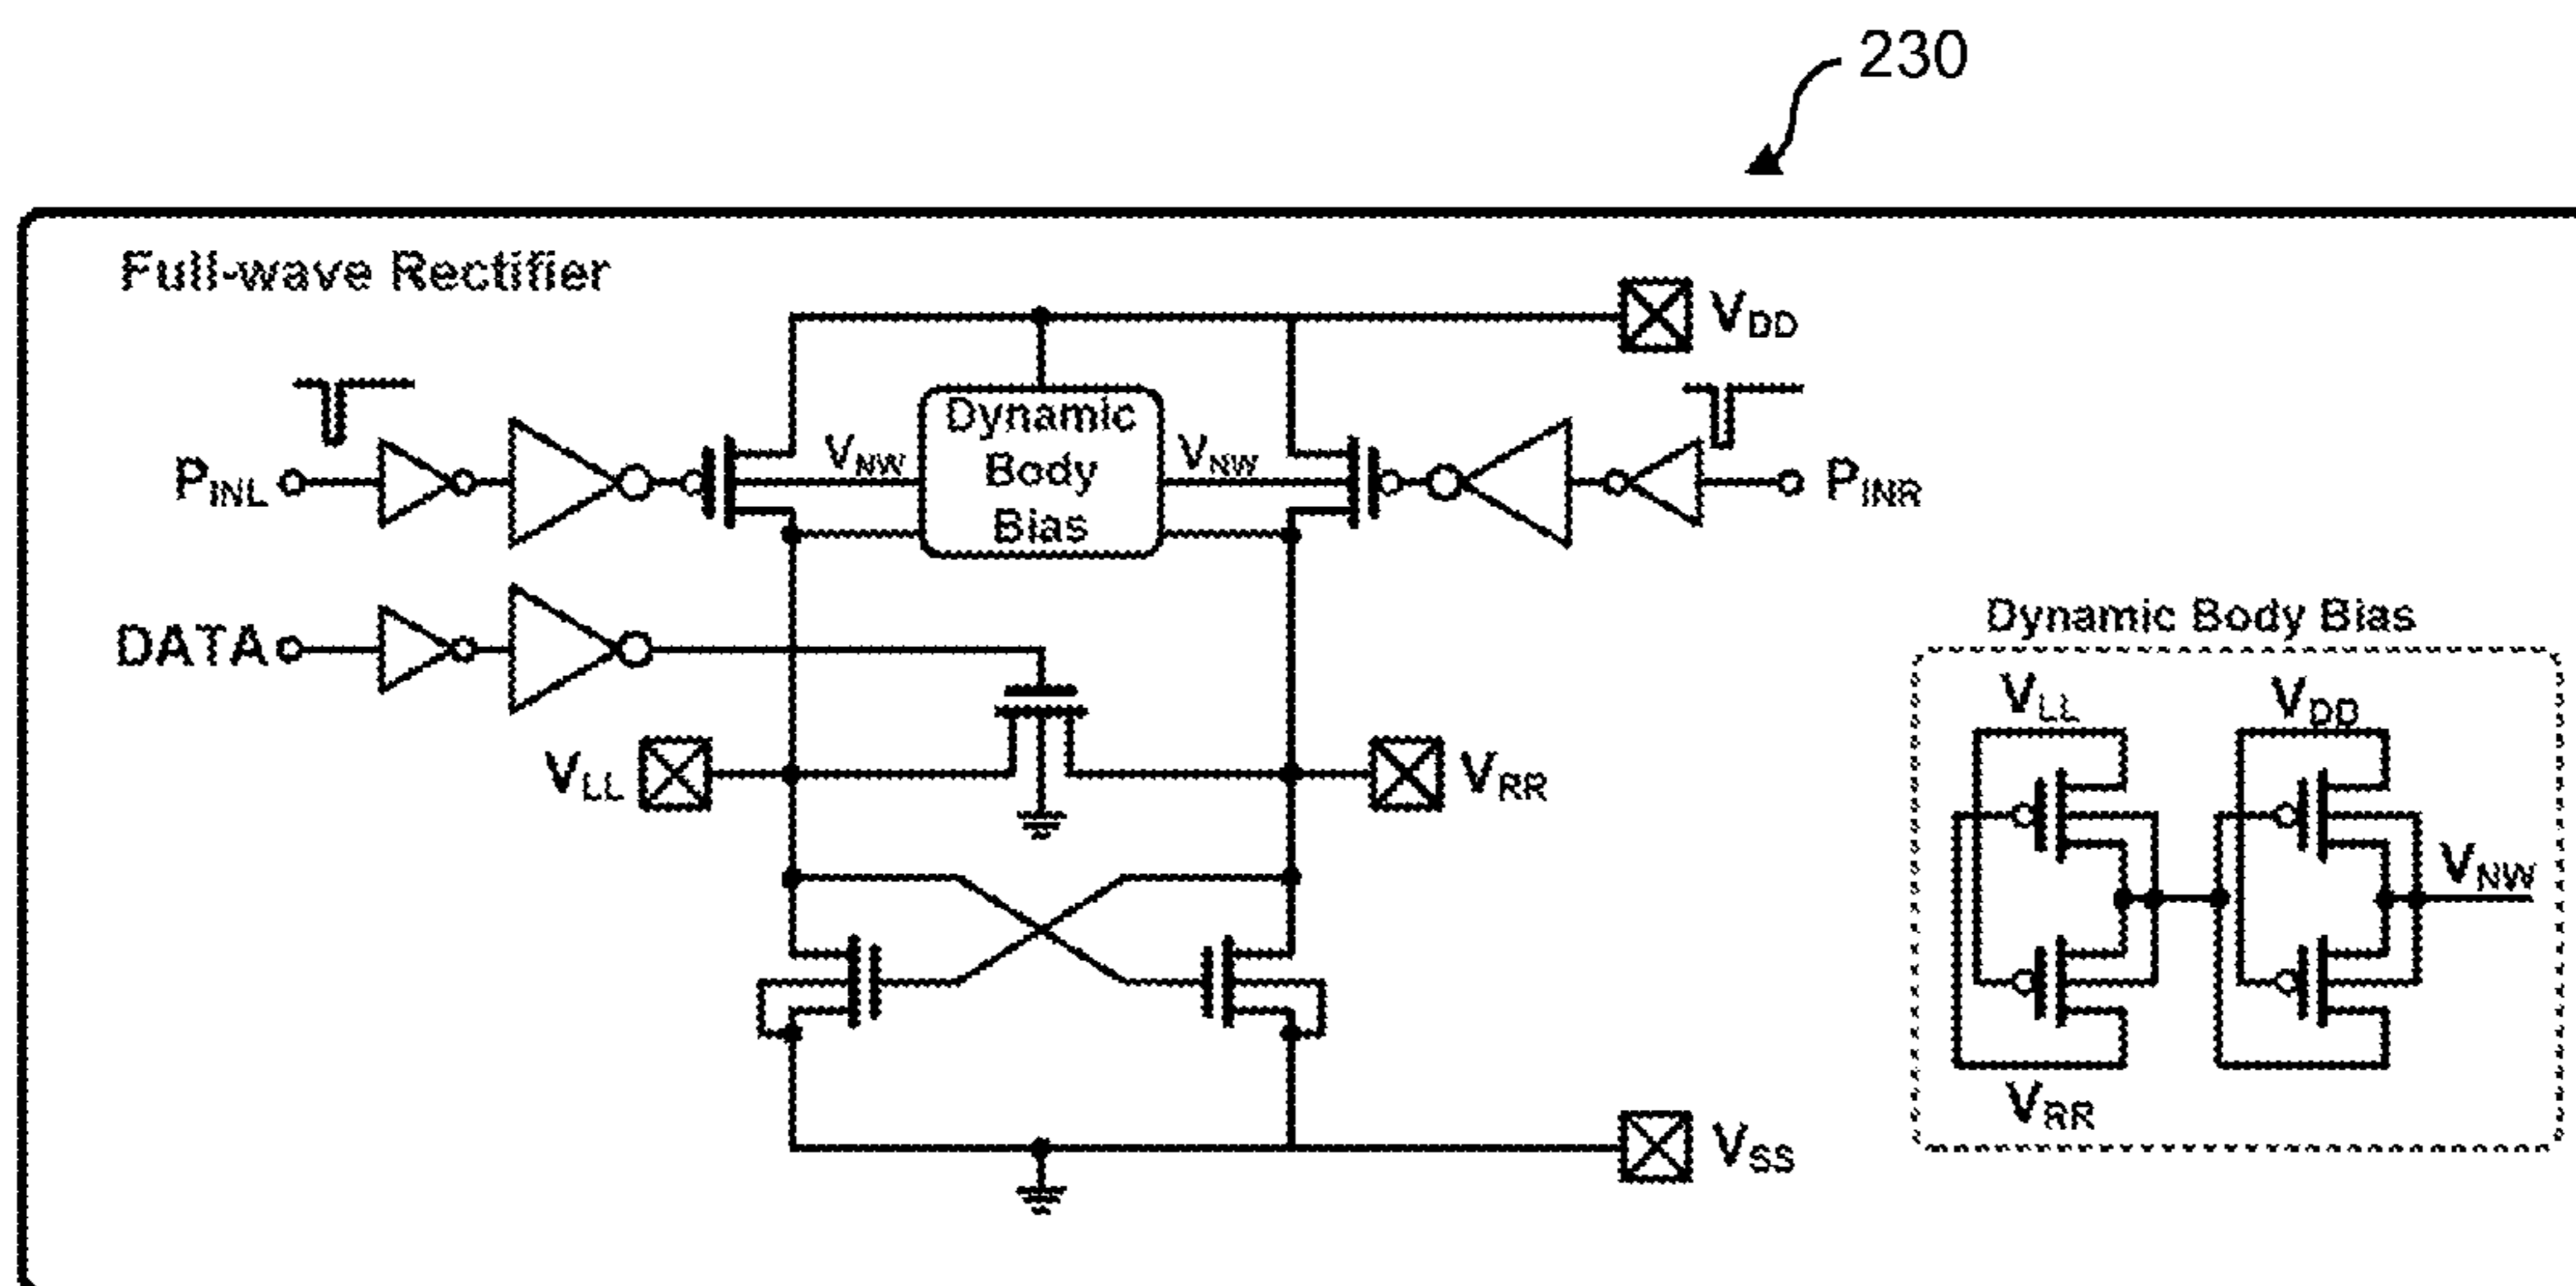 230
Full-wave Rectifier
VDD
PINL
VNW
Dynamic
Body
Bias
VNW
PINR
DATA
VLL
VRR
VSS
Dynamic Body Bias
VLL
VDD
VNW
VRR